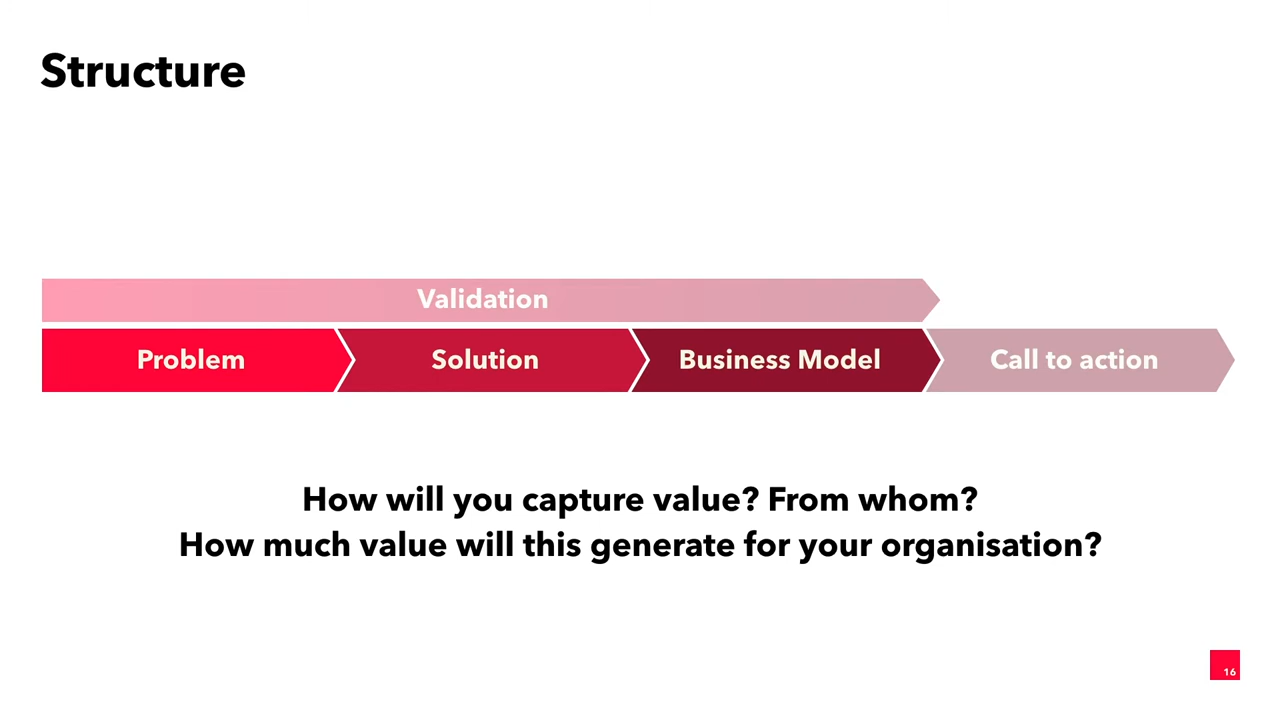 Structure
Validation
Problem
Solution
Business Model
Call to action
How will you capture value? From whom?
How much value will this generate for your organisation?
16